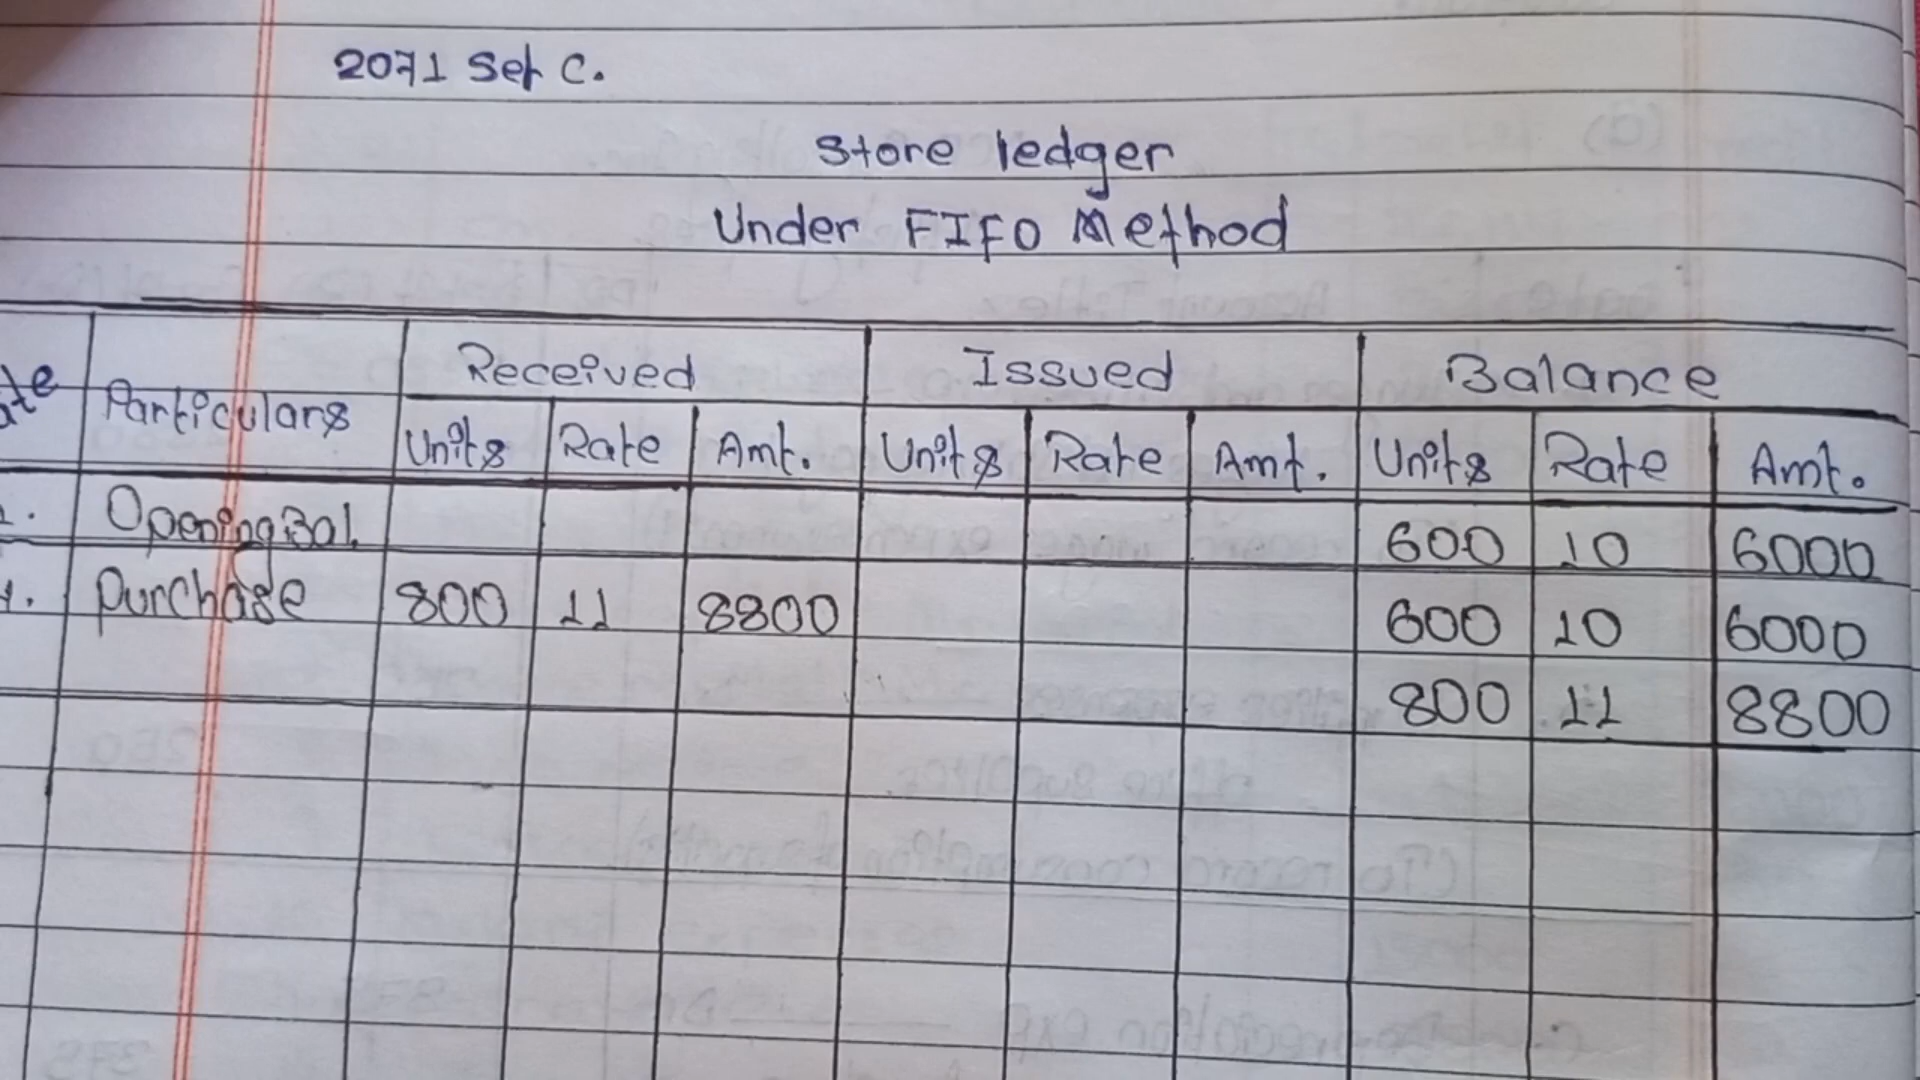 2071 Set C.
Store ledger
Under FIFO Method
Particulars Received Issued Balance
Units Rate Amt. Units Rate Amt. Units Rate Amt.
Opening Bal. 600 10 6000
Purchase 800 11 8800 600 10 6000
800 11 8800